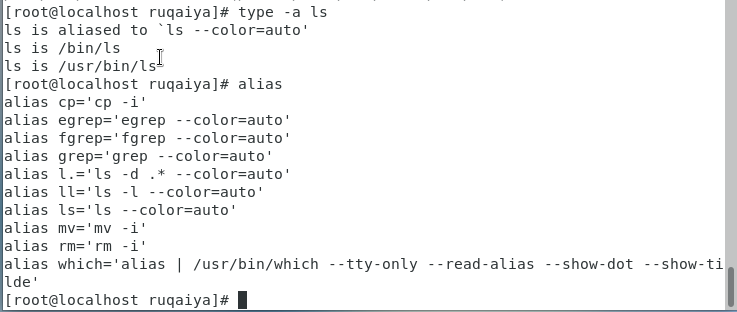 [root@localhost ruqaiya]# type -a ls
ls is aliased to `ls --color=auto'
ls is /bin/ls
ls is /usr/bin/ls
[root@localhost ruqaiya]# alias
alias cp='cp -i'
alias egrep='egrep --color=auto'
alias fgrep='fgrep --color=auto'
alias grep='grep --color=auto'
alias l.='ls -d .* --color=auto'
alias ll='ls -l --color=auto'
alias ls='ls --color=auto'
alias mv='mv -i'
alias rm='rm -i'
alias which='alias | /usr/bin/which --tty-only --read-alias --show-dot --show-ti
lde'
[root@localhost ruqaiya]#